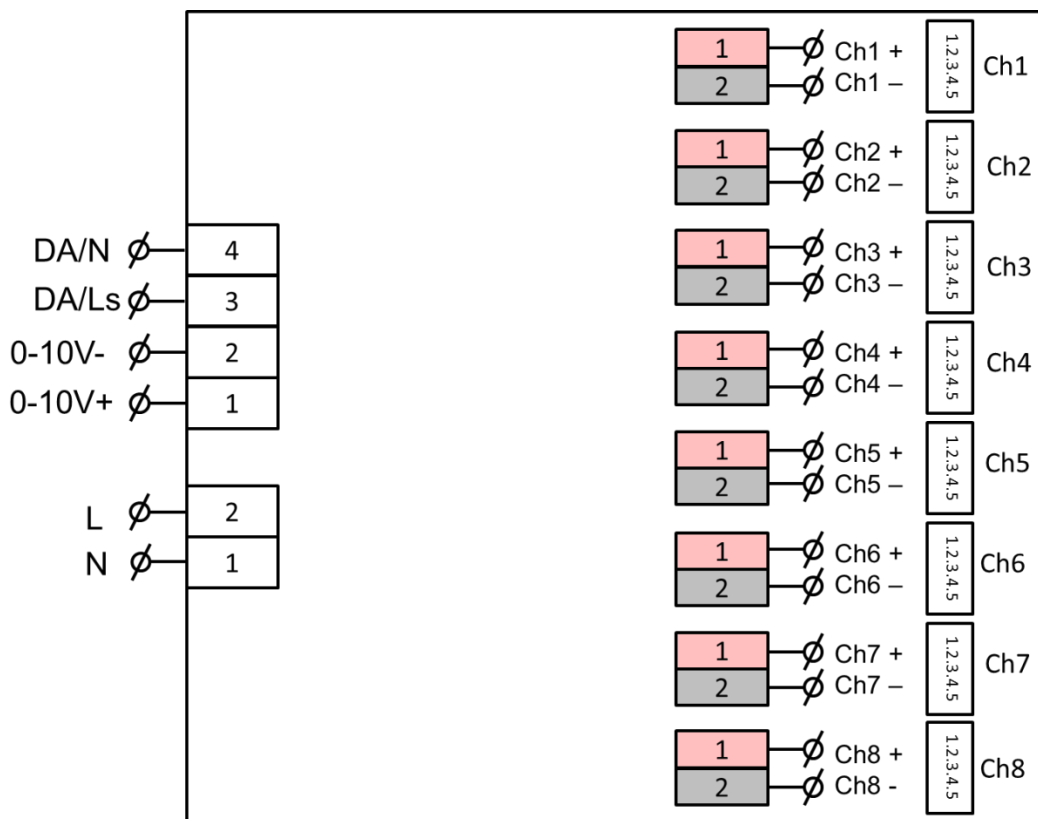 DA/N 4
DA/Ls 3
0-10V- 2
0-10V+ 1
L 2
N 1
1 Ch1 +
2 Ch1 –
1.2.3.4.5 Ch1
1 Ch2 +
2 Ch2 –
1.2.3.4.5 Ch2
1 Ch3 +
2 Ch3 –
1.2.3.4.5 Ch3
1 Ch4 +
2 Ch4 –
1.2.3.4.5 Ch4
1 Ch5 +
2 Ch5 –
1.2.3.4.5 Ch5
1 Ch6 +
2 Ch6 –
1.2.3.4.5 Ch6
1 Ch7 +
2 Ch7 –
1.2.3.4.5 Ch7
1 Ch8 +
2 Ch8 -
1.2.3.4.5 Ch8